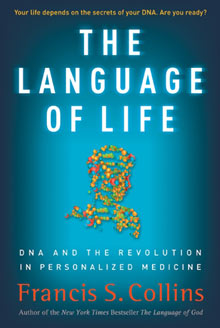 Your life depends on the secrets of your DNA. Are you ready?
THE
LANGUAGE
OF LIFE
DNA AND THE REVOLUTION
IN PERSONALIZED MEDICINE
Francis S. Collins
Author of the New York Times Bestseller The Language of God